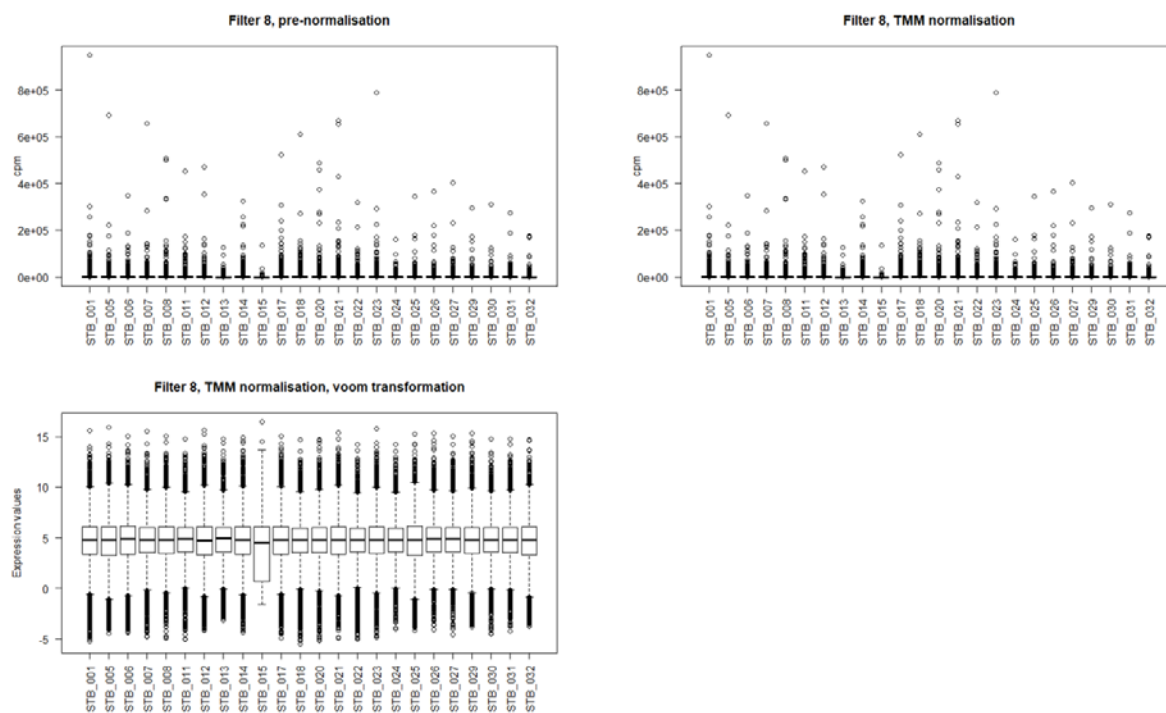 Filter 8, pre-normalisation
cpm
8e+05
6e+05
4e+05
2e+05
0e+00
STB_001
STB_005
STB_006
STB_007
STB_008
STB_011
STB_012
STB_013
STB_014
STB_015
STB_017
STB_018
STB_020
STB_021
STB_022
STB_023
STB_024
STB_025
STB_026
STB_027
STB_029
STB_030
STB_031
STB_032
Filter 8, TMM normalisation
cpm
8e+05
6e+05
4e+05
2e+05
0e+00
STB_001
STB_005
STB_006
STB_007
STB_008
STB_011
STB_012
STB_013
STB_014
STB_015
STB_017
STB_018
STB_020
STB_021
STB_022
STB_023
STB_024
STB_025
STB_026
STB_027
STB_029
STB_030
STB_031
STB_032
Filter 8, TMM normalisation, voom transformation
Expression values
15
10
5
0
-5
STB_001
STB_005
STB_006
STB_007
STB_008
STB_011
STB_012
STB_013
STB_014
STB_015
STB_017
STB_018
STB_020
STB_021
STB_022
STB_023
STB_024
STB_025
STB_026
STB_027
STB_029
STB_030
STB_031
STB_032